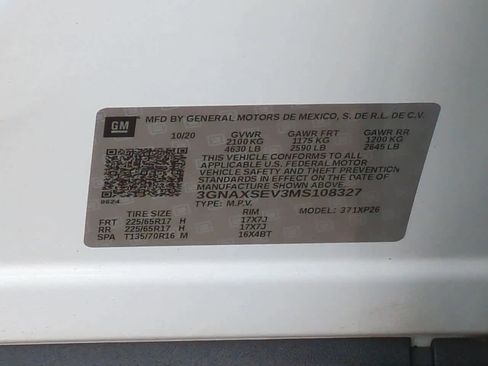 GM
MFD BY GENERAL MOTORS DE MEXICO, S. DE R.L. DE C.V.
10/20 GVWR GAWR FRT GAWR RR
2100 KG 1175 KG 1200 KG
4630 LB 2590 LB 2645 LB
THIS VEHICLE CONFORMS TO ALL
APPLICABLE U.S. FEDERAL MOTOR
VEHICLE SAFETY, BUMPER, AND THEFT
PREVENTION STANDARDS IN EFFECT ON
THE DATE OF MANUFACTURE
MANUFACTURE SHOWN ABOVE
3GNAXSEV3MS108327
9624
TYPE: M.P.V. MODEL: 371XP26
TIRE SIZE RIM
FRT 225/65R17 H 17X7J
RR 225/65R17 H 17X7J
SPA T135/70R16 M 16X4BT